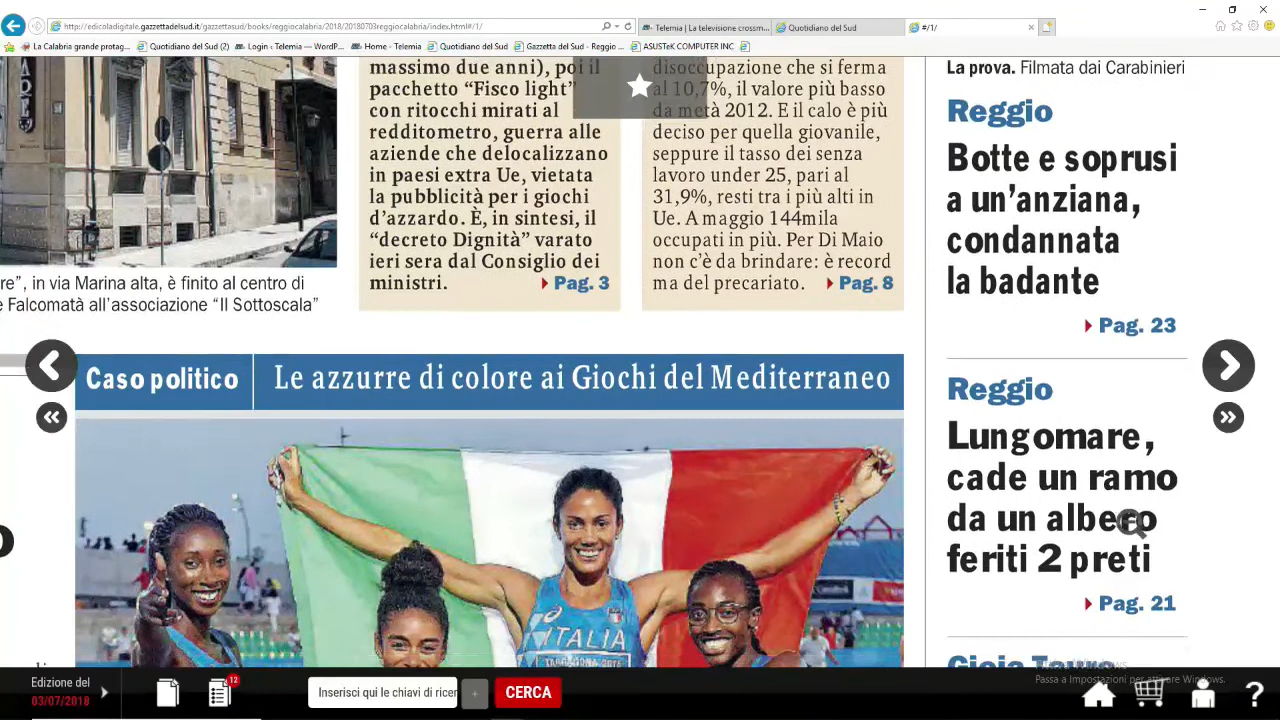 http://edicoladigitale.gazzettadelsud.it/gazzettasud/books/reggiocalabria/2018/20180703reggiocalabria/index.html#/1/
Telemia | La televisione crossm...
Quotidiano del Sud
#/1/
La Calabria grande protag...
Quotidiano del Sud (2)
Login ‹ Telemia — WordP...
Home - Telemia
Quotidiano del Sud
Gazzetta del Sud - Reggio ...
ASUSTeK COMPUTER INC
massimo due anni), poi il
pacchetto “Fisco light”
con ritocchi mirati al
redditometro, guerra alle
aziende che delocalizzano
in paesi extra Ue, vietata
la pubblicità per i giochi
d’azzardo. È, in sintesi, il
“decreto Dignità” varato
ieri sera dal Consiglio dei
ministri.
Pag. 3
disoccupazione che si ferma
al 10,7%, il valore più basso
da metà 2012. E il calo è più
deciso per quella giovanile,
seppure il tasso dei senza
lavoro under 25, pari al
31,9%, resti tra i più alti in
Ue. A maggio 144mila
occupati in più. Per Di Maio
non c’è da brindare: è record
ma del precariato.
Pag. 8
La prova. Filmata dai Carabinieri
Reggio
Botte e soprusi
a un’anziana,
condannata
la badante
Pag. 23
re”, in via Marina alta, è finito al centro di
e Falcomatà all’associazione “Il Sottoscala”
Caso politico
Le azzurre di colore ai Giochi del Mediterraneo
ITALIA
Reggio
Lungomare,
cade un ramo
da un albero
feriti 2 preti
Pag. 21
Gioia Tauro
Passa a Impostazioni per attivare Windows.
Edizione del
03/07/2018
12
Inserisci qui le chiavi di ricer
+
CERCA
?